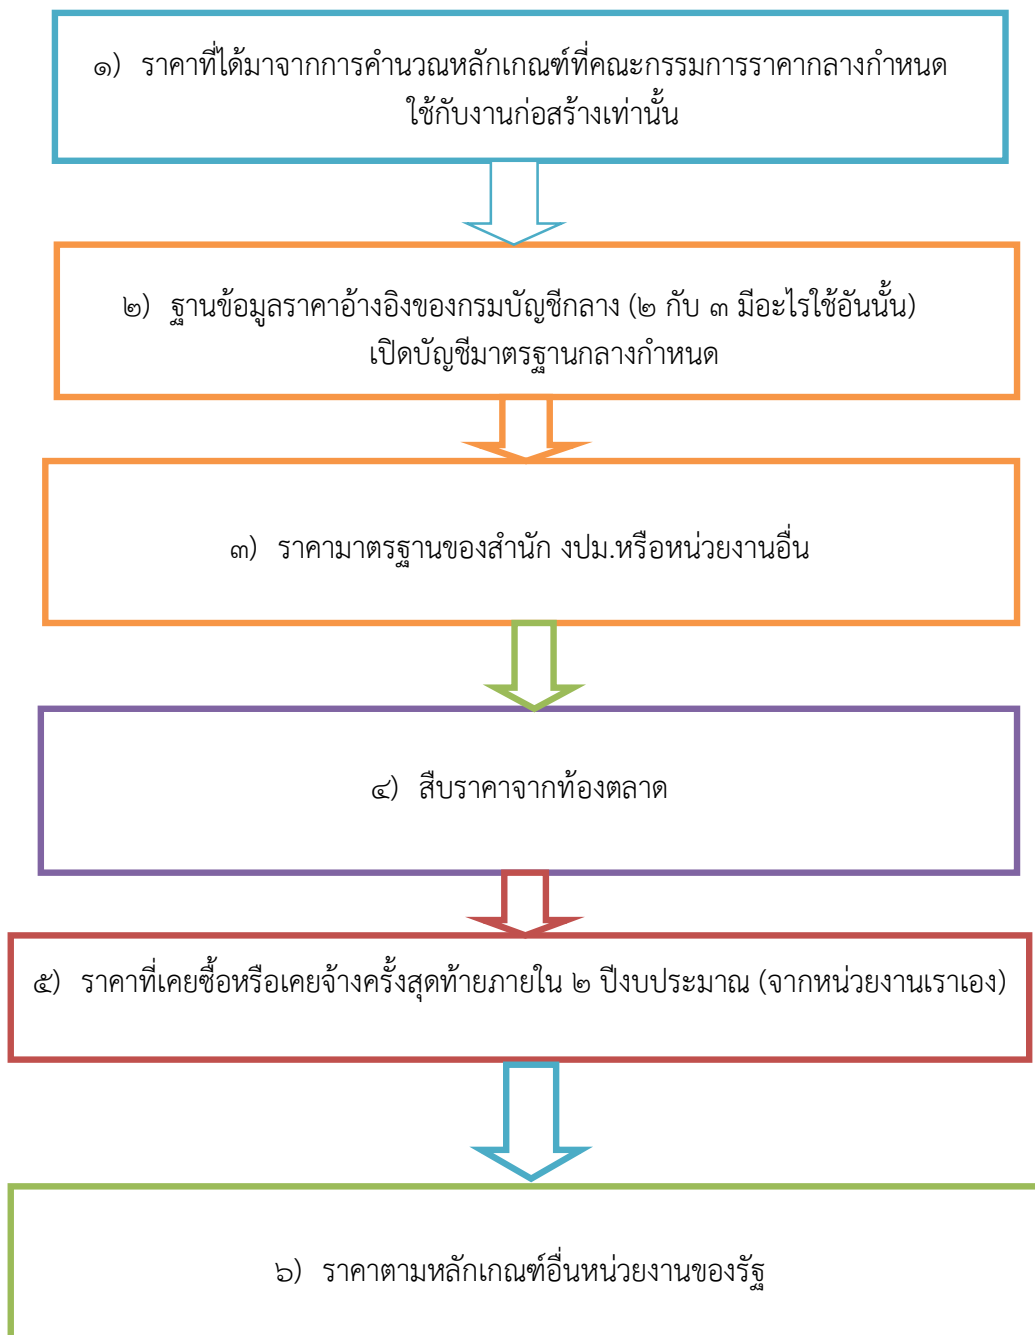 ๑) ราคาที่ได้มาจากการคำนวณหลักเกณฑ์ที่คณะกรรมการราคากลางกำหนด
ใช้กับงานก่อสร้างเท่านั้น
๒) ฐานข้อมูลราคาอ้างอิงของกรมบัญชีกลาง (๒ กับ ๓ มีอะไรใช้อันนั้น)
เปิดบัญชีมาตรฐานกลางกำหนด
๓) ราคามาตรฐานของสำนัก งปม.หรือหน่วยงานอื่น
๔) สืบราคาจากท้องตลาด
๕) ราคาที่เคยซื้อหรือเคยจ้างครั้งสุดท้ายภายใน ๒ ปีงบประมาณ (จากหน่วยงานเราเอง)
๖) ราคาตามหลักเกณฑ์อื่นหน่วยงานของรัฐ